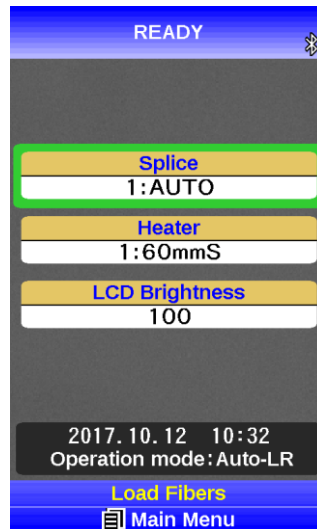 READY
Splice
1:AUTO
Heater
1:60mmS
LCD Brightness
100
2017.10.12 10:32
Operation mode:Auto-LR
Load Fibers
Main Menu